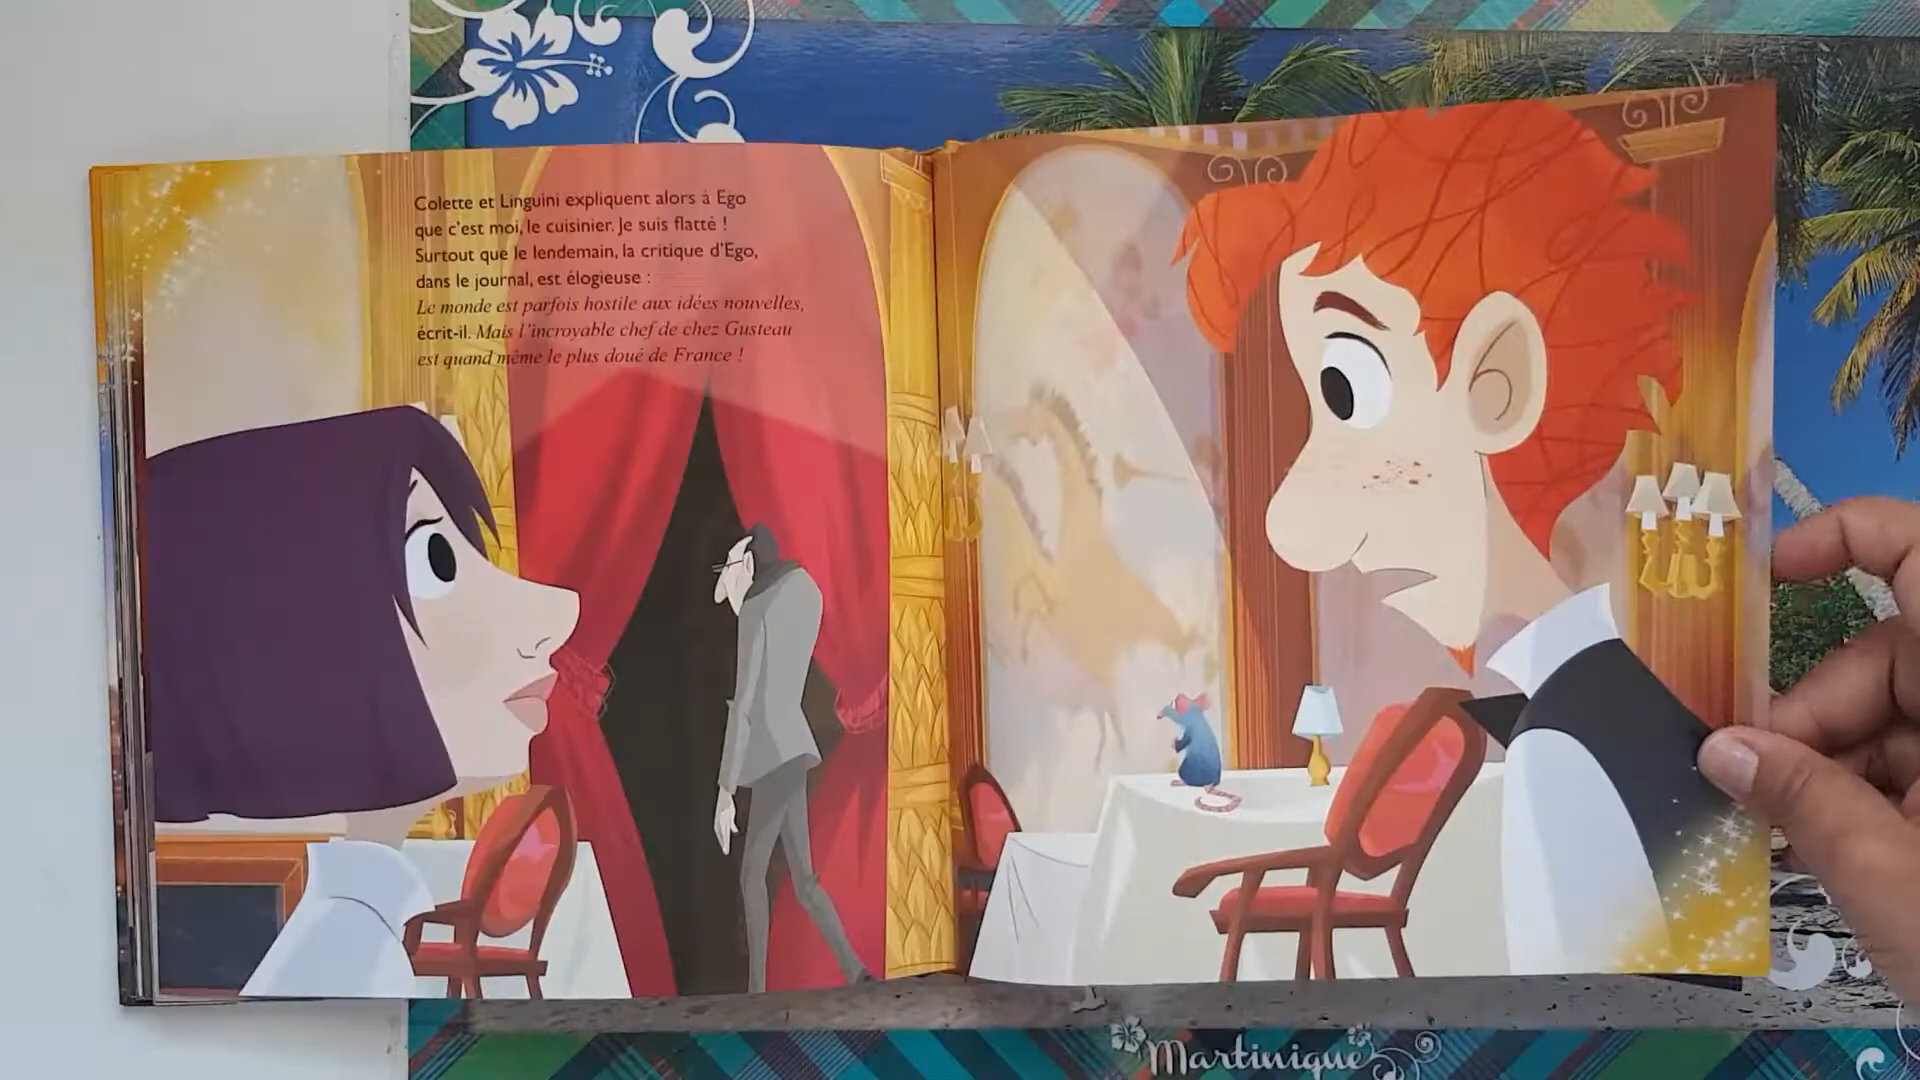 Colette et Linguini expliquent alors à Ego
que c'est moi, le cuisinier. Je suis flatté !
Surtout que le lendemain, la critique d'Ego,
dans le journal, est élogieuse :
Le monde est parfois hostile aux idées nouvelles,
écrit-il. Mais l'incroyable chef de chez Gusteau
est quand même le plus doué de France !
Martinique